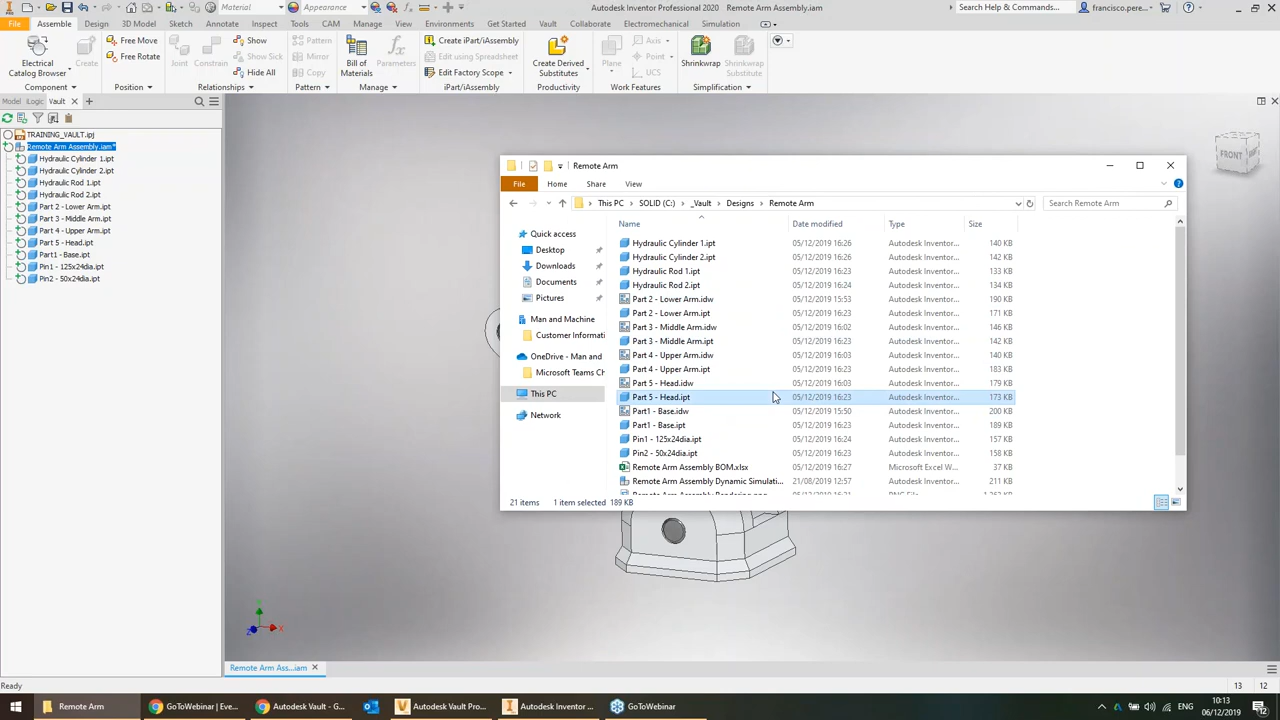 Material
Appearance
Autodesk Inventor Professional 2020 Remote Arm Assembly.iam
Search Help & Commands...
francisco.pere...
File Assemble Design 3D Model Sketch Annotate Inspect Tools CAM Manage View Environments Get Started Vault Collaborate Electromechanical Simulation
Free Move Show Pattern Create iPart/iAssembly Axis
Free Rotate Show Sick Mirror Edit using Spreadsheet Point
Hide All Copy Edit Factory Scope UCS
Electrical Catalog Browser Create Joint Constrain Bill of Materials Parameters Create Derived Substitutes Plane Shrinkwrap Shrinkwrap Substitute
Component Position Relationships Pattern Manage iPart/iAssembly Productivity Work Features Simplification
Model iLogic Vault
TRAINING_VAULT.ipj
Remote Arm Assembly.iam*
Hydraulic Cylinder 1.ipt
Hydraulic Cylinder 2.ipt
Hydraulic Rod 1.ipt
Hydraulic Rod 2.ipt
Part 2 - Lower Arm.ipt
Part 3 - Middle Arm.ipt
Part 4 - Upper Arm.ipt
Part 5 - Head.ipt
Part1 - Base.ipt
Pin1 - 125x24dia.ipt
Pin2 - 50x24dia.ipt
FRONT
Remote Arm
File Home Share View
This PC SOLID (C:) _Vault Designs Remote Arm
Search Remote Arm
Quick access
Desktop
Downloads
Documents
Pictures
Man and Machine
Customer Informati
OneDrive - Man and
Microsoft Teams Ch
This PC
Network
Name Date modified Type Size
Hydraulic Cylinder 1.ipt 05/12/2019 16:26 Autodesk Inventor... 140 KB
Hydraulic Cylinder 2.ipt 05/12/2019 16:26 Autodesk Inventor... 142 KB
Hydraulic Rod 1.ipt 05/12/2019 16:23 Autodesk Inventor... 133 KB
Hydraulic Rod 2.ipt 05/12/2019 16:24 Autodesk Inventor... 134 KB
Part 2 - Lower Arm.idw 05/12/2019 15:53 Autodesk Inventor... 190 KB
Part 2 - Lower Arm.ipt 05/12/2019 16:23 Autodesk Inventor... 171 KB
Part 3 - Middle Arm.idw 05/12/2019 16:02 Autodesk Inventor... 146 KB
Part 3 - Middle Arm.ipt 05/12/2019 16:23 Autodesk Inventor... 142 KB
Part 4 - Upper Arm.idw 05/12/2019 16:03 Autodesk Inventor... 140 KB
Part 4 - Upper Arm.ipt 05/12/2019 16:23 Autodesk Inventor... 183 KB
Part 5 - Head.idw 05/12/2019 16:03 Autodesk Inventor... 179 KB
Part 5 - Head.ipt 05/12/2019 16:23 Autodesk Inventor... 173 KB
Part1 - Base.idw 05/12/2019 15:50 Autodesk Inventor... 200 KB
Part1 - Base.ipt 05/12/2019 16:23 Autodesk Inventor... 189 KB
Pin1 - 125x24dia.ipt 05/12/2019 16:24 Autodesk Inventor... 157 KB
Pin2 - 50x24dia.ipt 05/12/2019 16:23 Autodesk Inventor... 158 KB
Remote Arm Assembly BOM.xlsx 05/12/2019 16:27 Microsoft Excel W... 37 KB
Remote Arm Assembly Dynamic Simulati... 21/08/2019 12:57 Autodesk Inventor... 211 KB
21 items 1 item selected 189 KB
Z X
Remote Arm Ass...iam
Ready 13 12
Remote Arm GoToWebinar | Eve... Autodesk Vault - G... Autodesk Vault Pro... Autodesk Inventor ... GoToWebinar ENG 10:13
06/12/2019